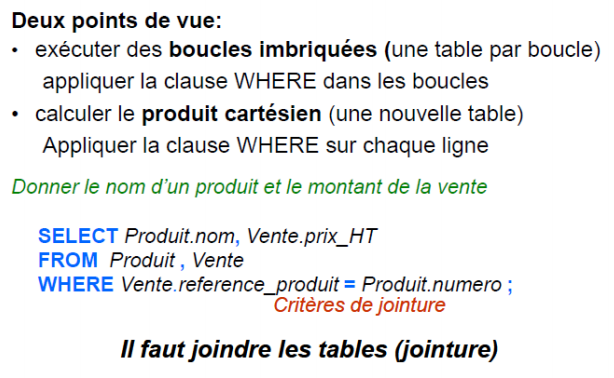 Deux points de vue:
• exécuter des boucles imbriquées (une table par boucle)
appliquer la clause WHERE dans les boucles
• calculer le produit cartésien (une nouvelle table)
Appliquer la clause WHERE sur chaque ligne
Donner le nom d'un produit et le montant de la vente
SELECT Produit.nom, Vente.prix_HT
FROM Produit , Vente
WHERE Vente.reference_produit = Produit.numero ;
Critères de jointure
Il faut joindre les tables (jointure)